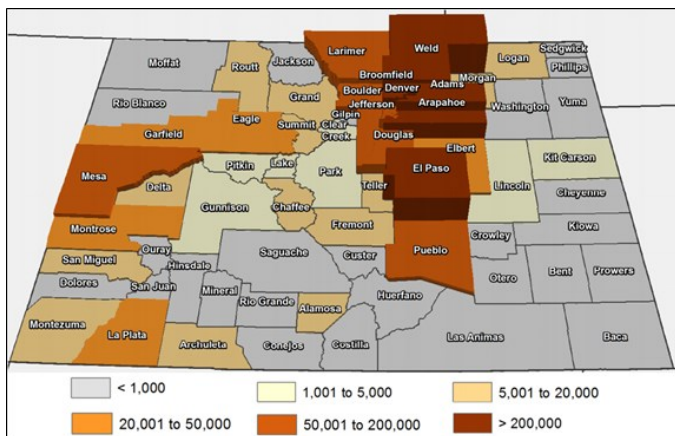 Moffat
Routt
Jackson
Larimer
Weld
Logan
Sedgwick
Phillips
Rio Blanco
Grand
Broomfield
Boulder
Denver
Adams
Morgan
Washington
Yuma
Garfield
Eagle
Summit
Gilpin
Clear
Creek
Jefferson
Arapahoe
Mesa
Pitkin
Lake
Park
Douglas
Elbert
Kit Carson
Delta
Gunnison
Chaffee
Teller
El Paso
Lincoln
Cheyenne
Montrose
Fremont
Kiowa
Ouray
San Miguel
Hinsdale
Saguache
Custer
Pueblo
Crowley
Dolores
San Juan
Mineral
Rio Grande
Alamosa
Huerfano
Otero
Bent
Prowers
Montezuma
La Plata
Archuleta
Conejos
Costilla
Las Animas
Baca
< 1,000
1,001 to 5,000
5,001 to 20,000
20,001 to 50,000
50,001 to 200,000
> 200,000